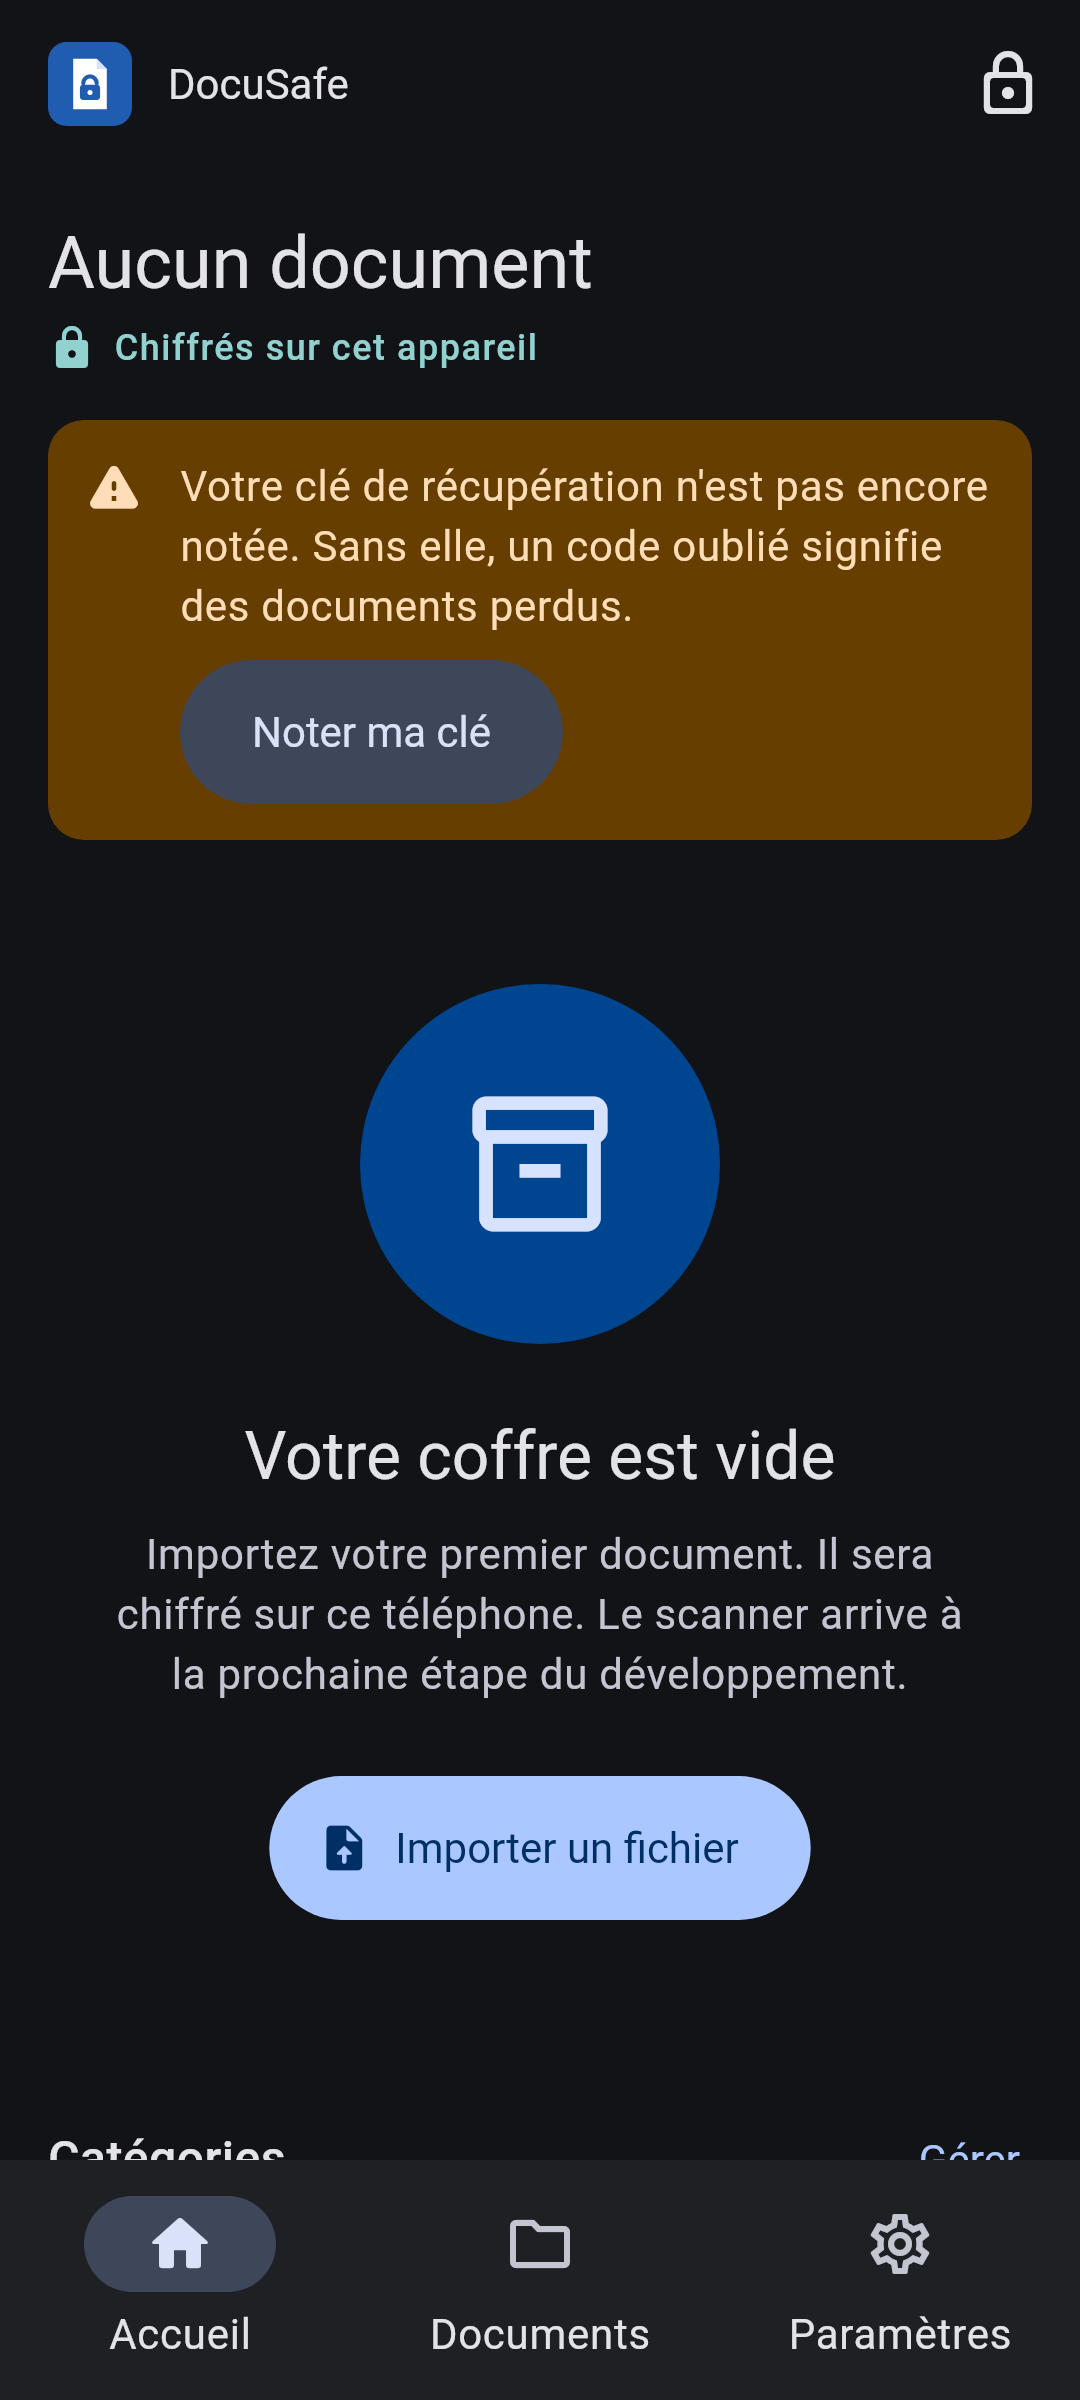 DocuSafe
Aucun document
Chiffrés sur cet appareil
Votre clé de récupération n'est pas encore
notée. Sans elle, un code oublié signifie
des documents perdus.
Noter ma clé
Votre coffre est vide
Importez votre premier document. Il sera
chiffré sur ce téléphone. Le scanner arrive à
la prochaine étape du développement.
Importer un fichier
Catégories
Gérer
Accueil
Documents
Paramètres